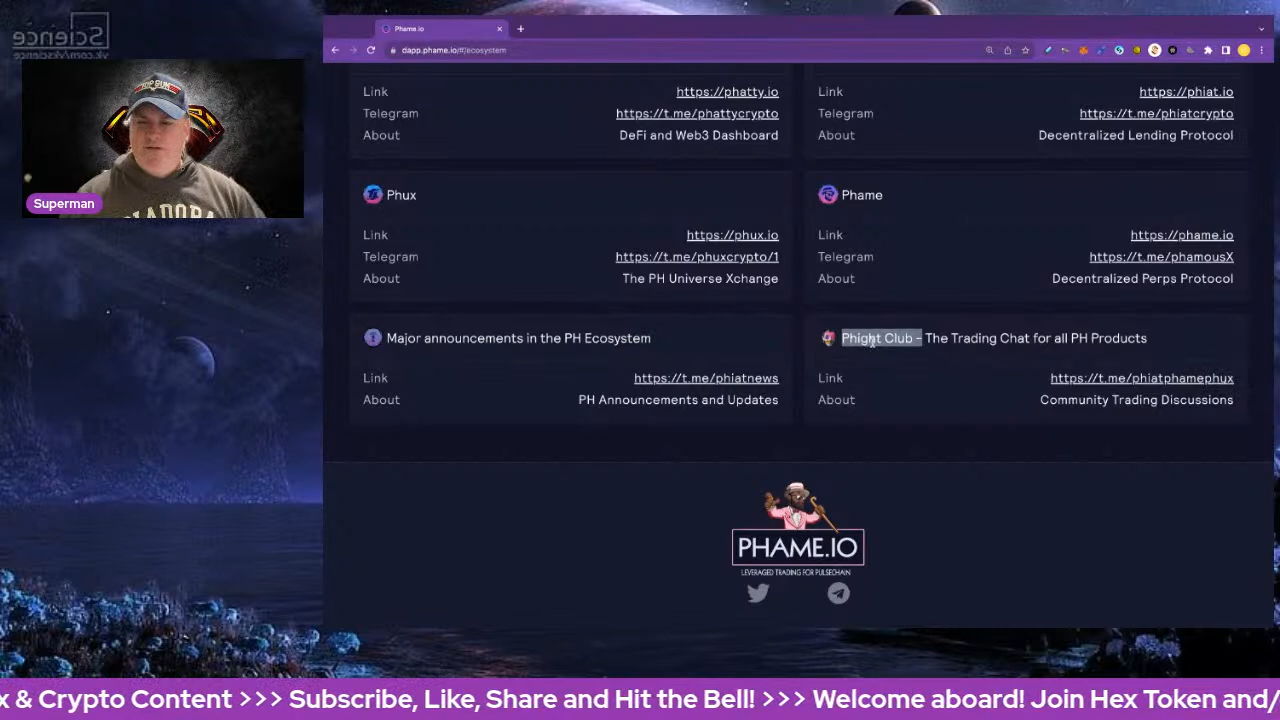 Science
vk.com/vkscience
TOP GUN
Superman
Phame.io
dapp.phame.io/#/ecosystem
Link https://phatty.io
Telegram https://t.me/phattycrypto
About DeFi and Web3 Dashboard
Link https://phiat.io
Telegram https://t.me/phiatcrypto
About Decentralized Lending Protocol
Phux
Link https://phux.io
Telegram https://t.me/phuxcrypto/1
About The PH Universe Xchange
Phame
Link https://phame.io
Telegram https://t.me/phamousX
About Decentralized Perps Protocol
Major announcements in the PH Ecosystem
Link https://t.me/phiatnews
About PH Announcements and Updates
Phight Club - The Trading Chat for all PH Products
Link https://t.me/phiatphamephux
About Community Trading Discussions
PHAME.IO
LEVERAGED TRADING FOR PULSECHAIN
x & Crypto Content >>> Subscribe, Like, Share and Hit the Bell! >>> Welcome aboard! Join Hex Token and/